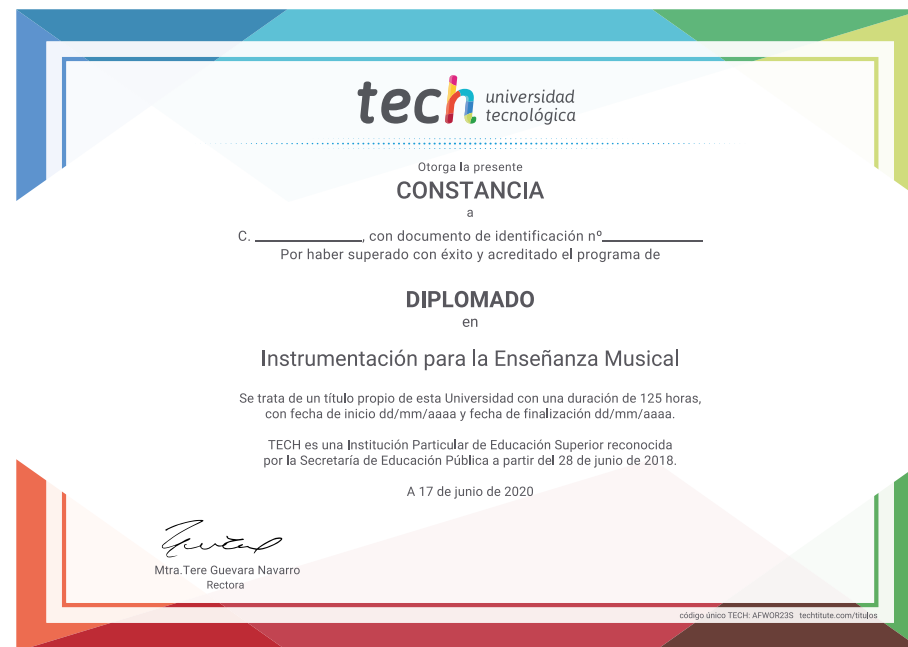 tech universidad
tecnológica
Otorga la presente
CONSTANCIA
a
C. ______________, con documento de identificación nº______________
Por haber superado con éxito y acreditado el programa de
DIPLOMADO
en
Instrumentación para la Enseñanza Musical
Se trata de un título propio de esta Universidad con una duración de 125 horas,
con fecha de inicio dd/mm/aaaa y fecha de finalización dd/mm/aaaa.
TECH es una Institución Particular de Educación Superior reconocida
por la Secretaría de Educación Pública a partir del 28 de junio de 2018.
A 17 de junio de 2020
Mtra.Tere Guevara Navarro
Rectora
código único TECH: AFWOR23S techtitute.com/titulos